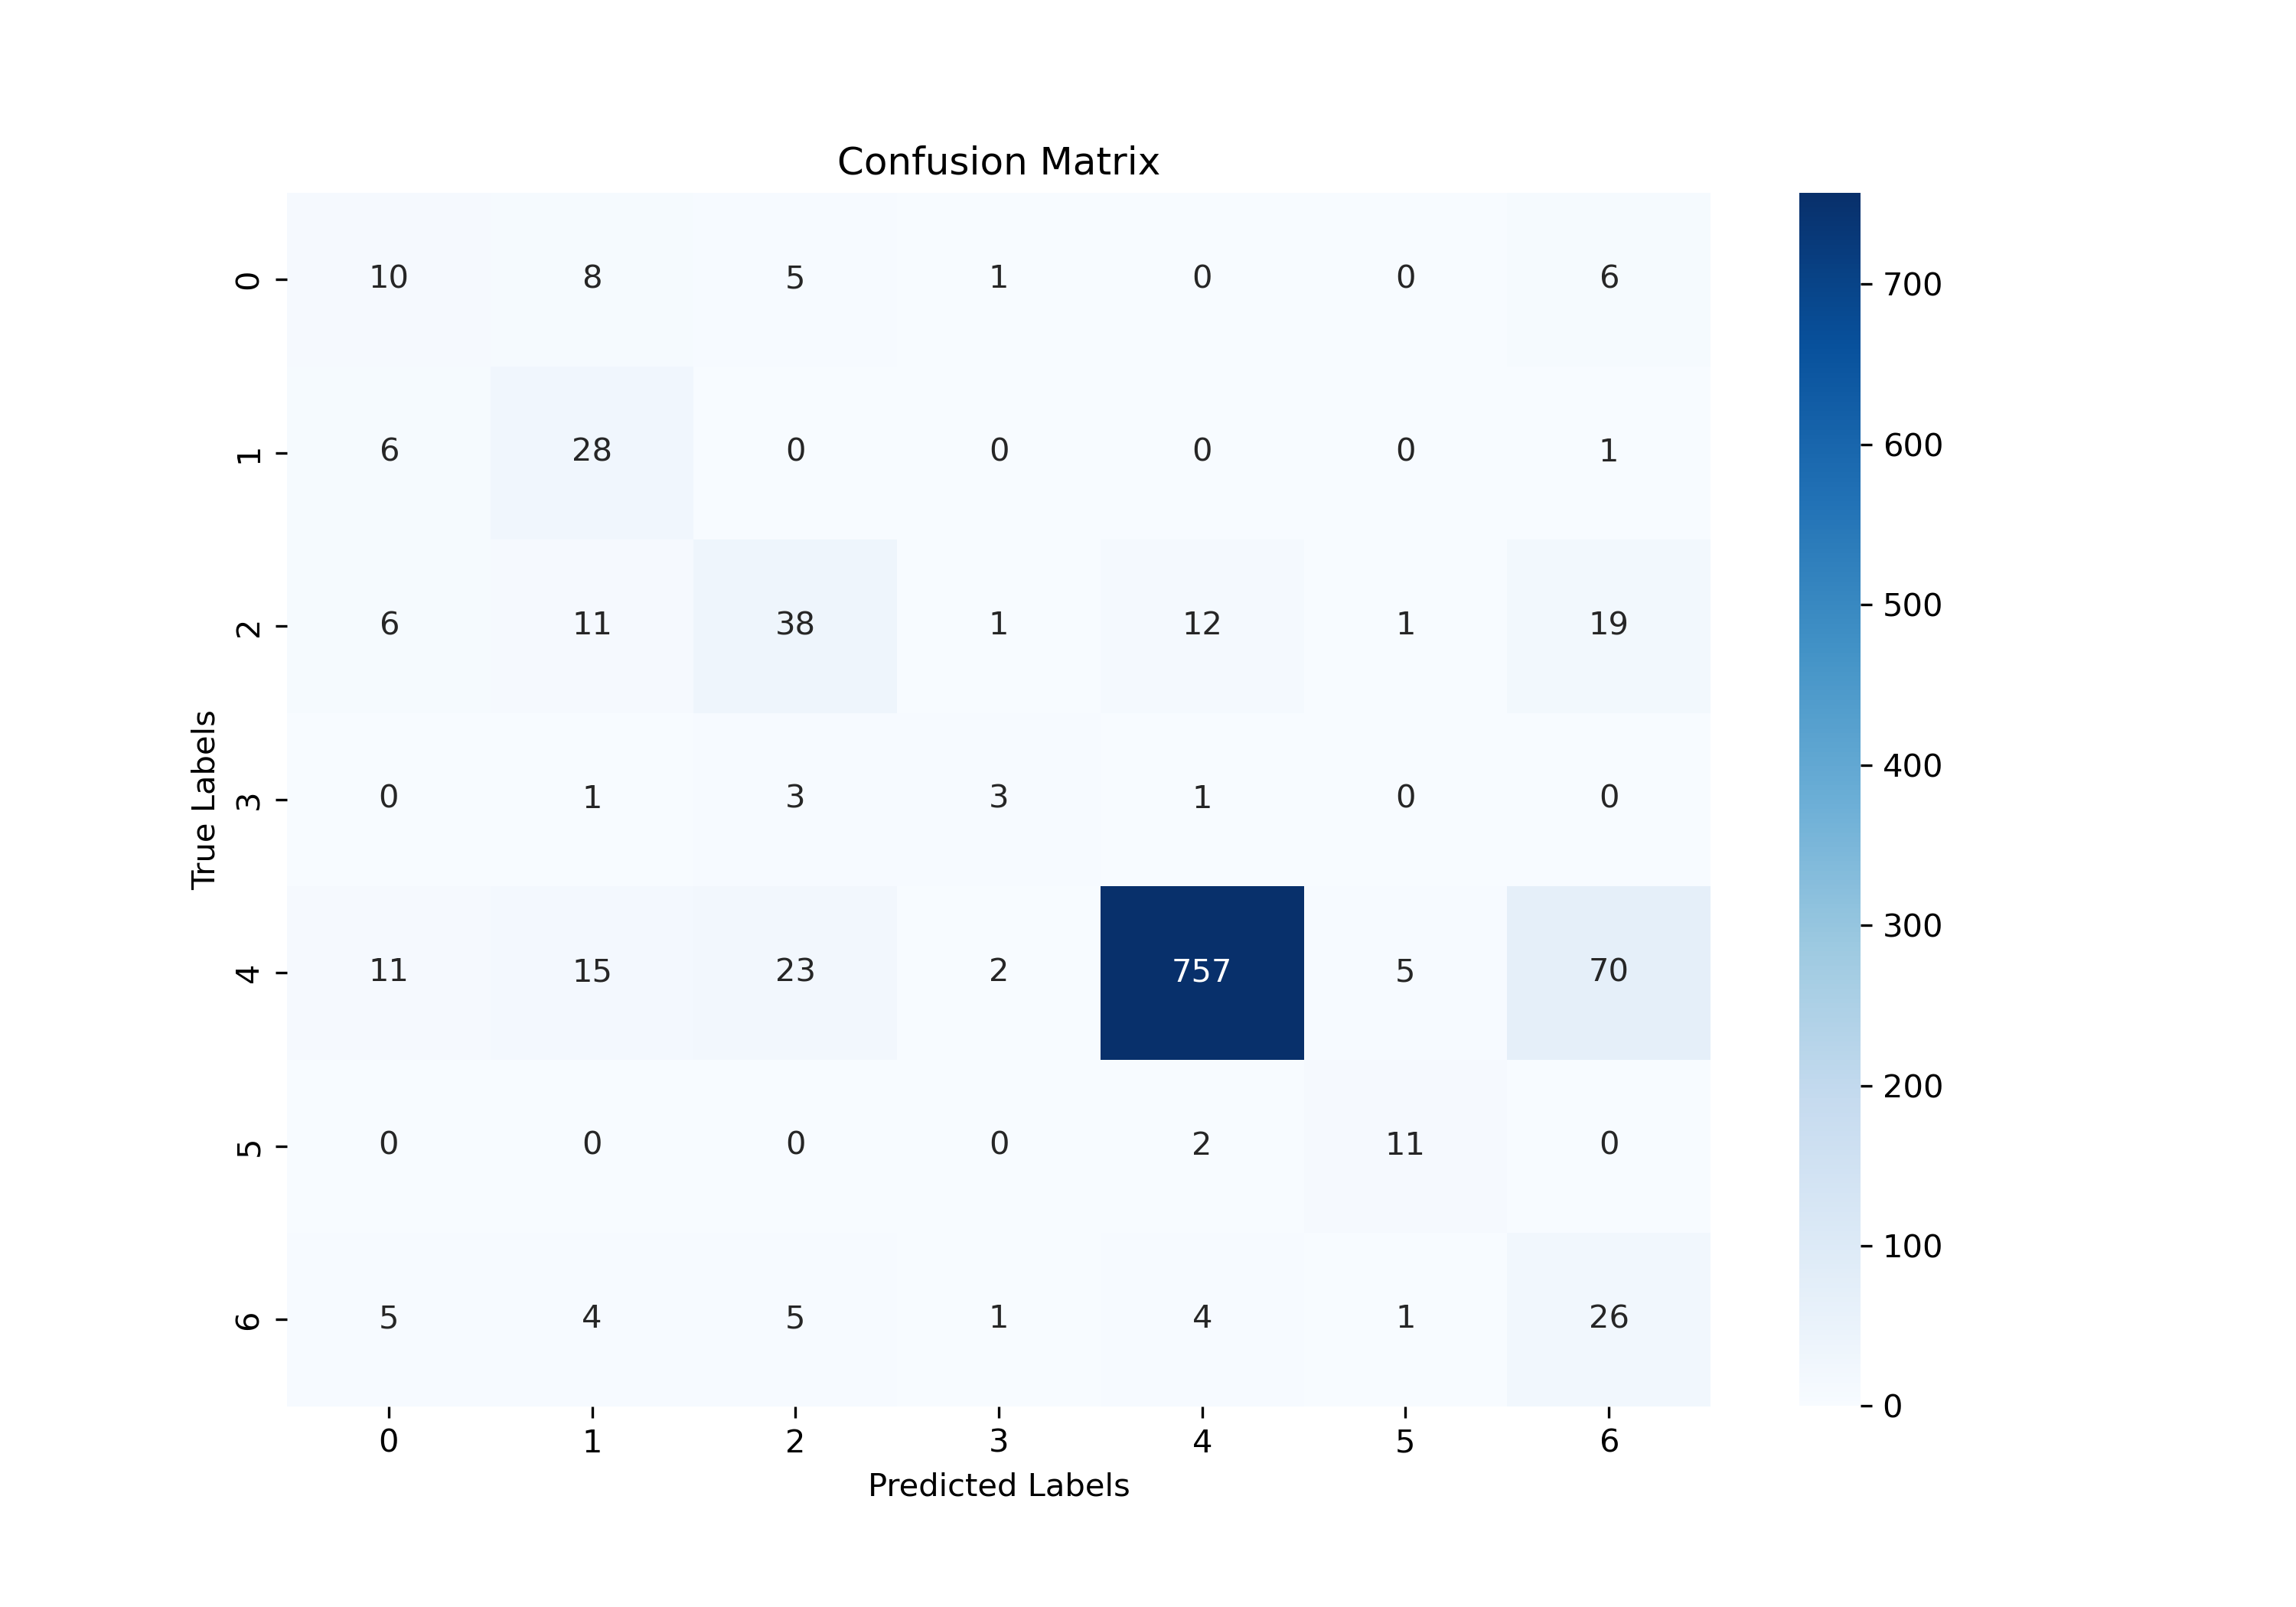 Confusion Matrix
True Labels
0 10 8 5 1 0 0 6
1 6 28 0 0 0 0 1
2 6 11 38 1 12 1 19
3 0 1 3 3 1 0 0
4 11 15 23 2 757 5 70
5 0 0 0 0 2 11 0
6 5 4 5 1 4 1 26
0 1 2 3 4 5 6
Predicted Labels
700
600
500
400
300
200
100
0